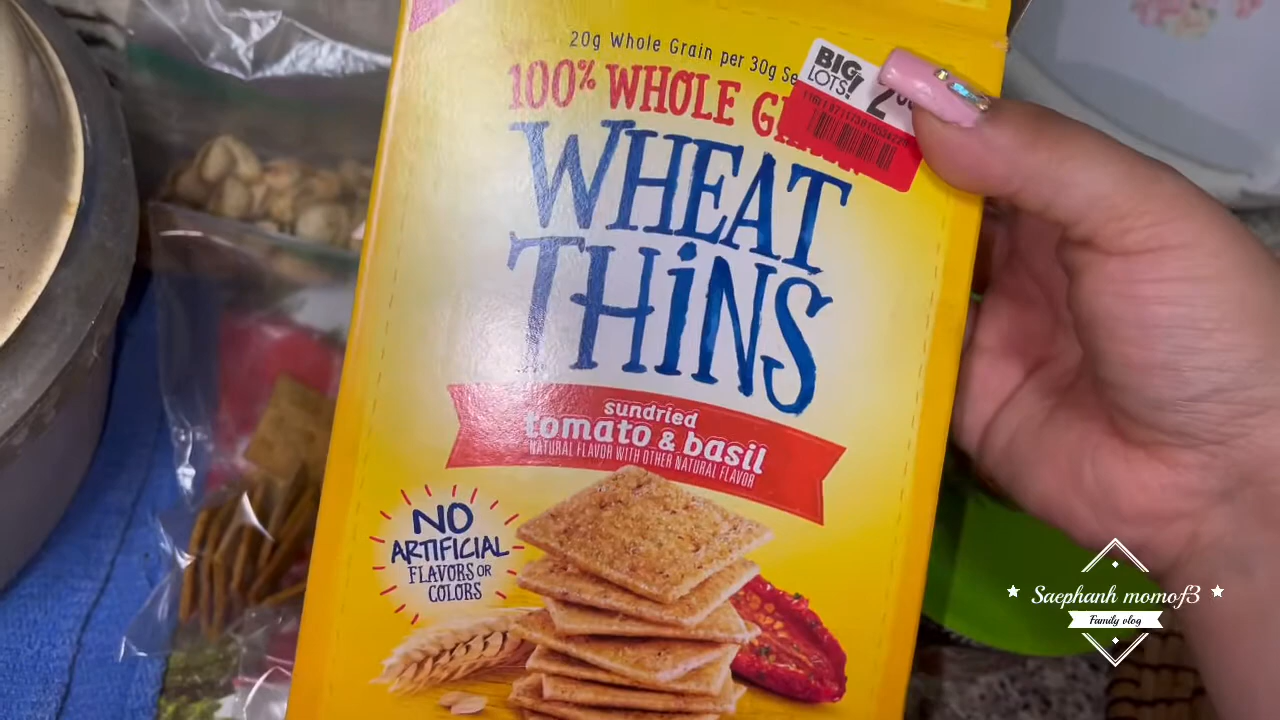 20g Whole Grain per 30g Se
100% WHOLE
BIG
LOTS!
2
WHEAT
THiNS
sundried
tomato & basil
NATURAL FLAVOR WITH OTHER NATURAL FLAVOR
NO
ARTIFICIAL
FLAVORS OR
COLORS
Saephanh momof3
Family vlog